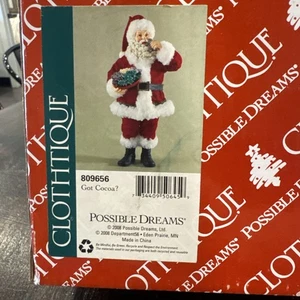 CLOTHTIQUE
809656
Got Cocoa?
POSSIBLE DREAMS®
© 2008 Possible Dreams, Ltd.
© 2008 Department56 • Eden Prairie, MN
Made in China
CLOTHTIQUE
POSSIBLE DREAMS®
POSSIBLE DREAMS
CLOTHTIQUE